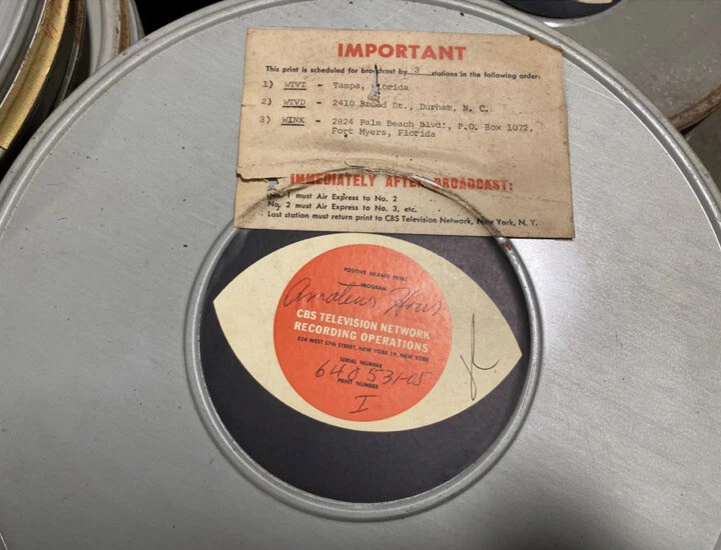 IMPORTANT
This print is scheduled for broadcast by 3 stations in the following order:
1) WTVT - Tampa, Florida
2) WTVD - 2410 Broad St., Durham, N. C.
3) WINK - 2824 Palm Beach Blvd., P.O. Box 1072, Fort Myers, Florida
IMMEDIATELY AFTER BROADCAST:
No. 1 must Air Express to No. 2
No. 2 must Air Express to No. 3, etc.
Last station must return print to CBS Television Network, New York, N. Y.
POSITIVE RELEASE PRINT
PROGRAM
Amateur Hour
CBS TELEVISION NETWORK
RECORDING OPERATIONS
524 WEST 57th STREET, NEW YORK 19, NEW YORK
SERIAL NUMBER
640531-05
PRINT NUMBER
I